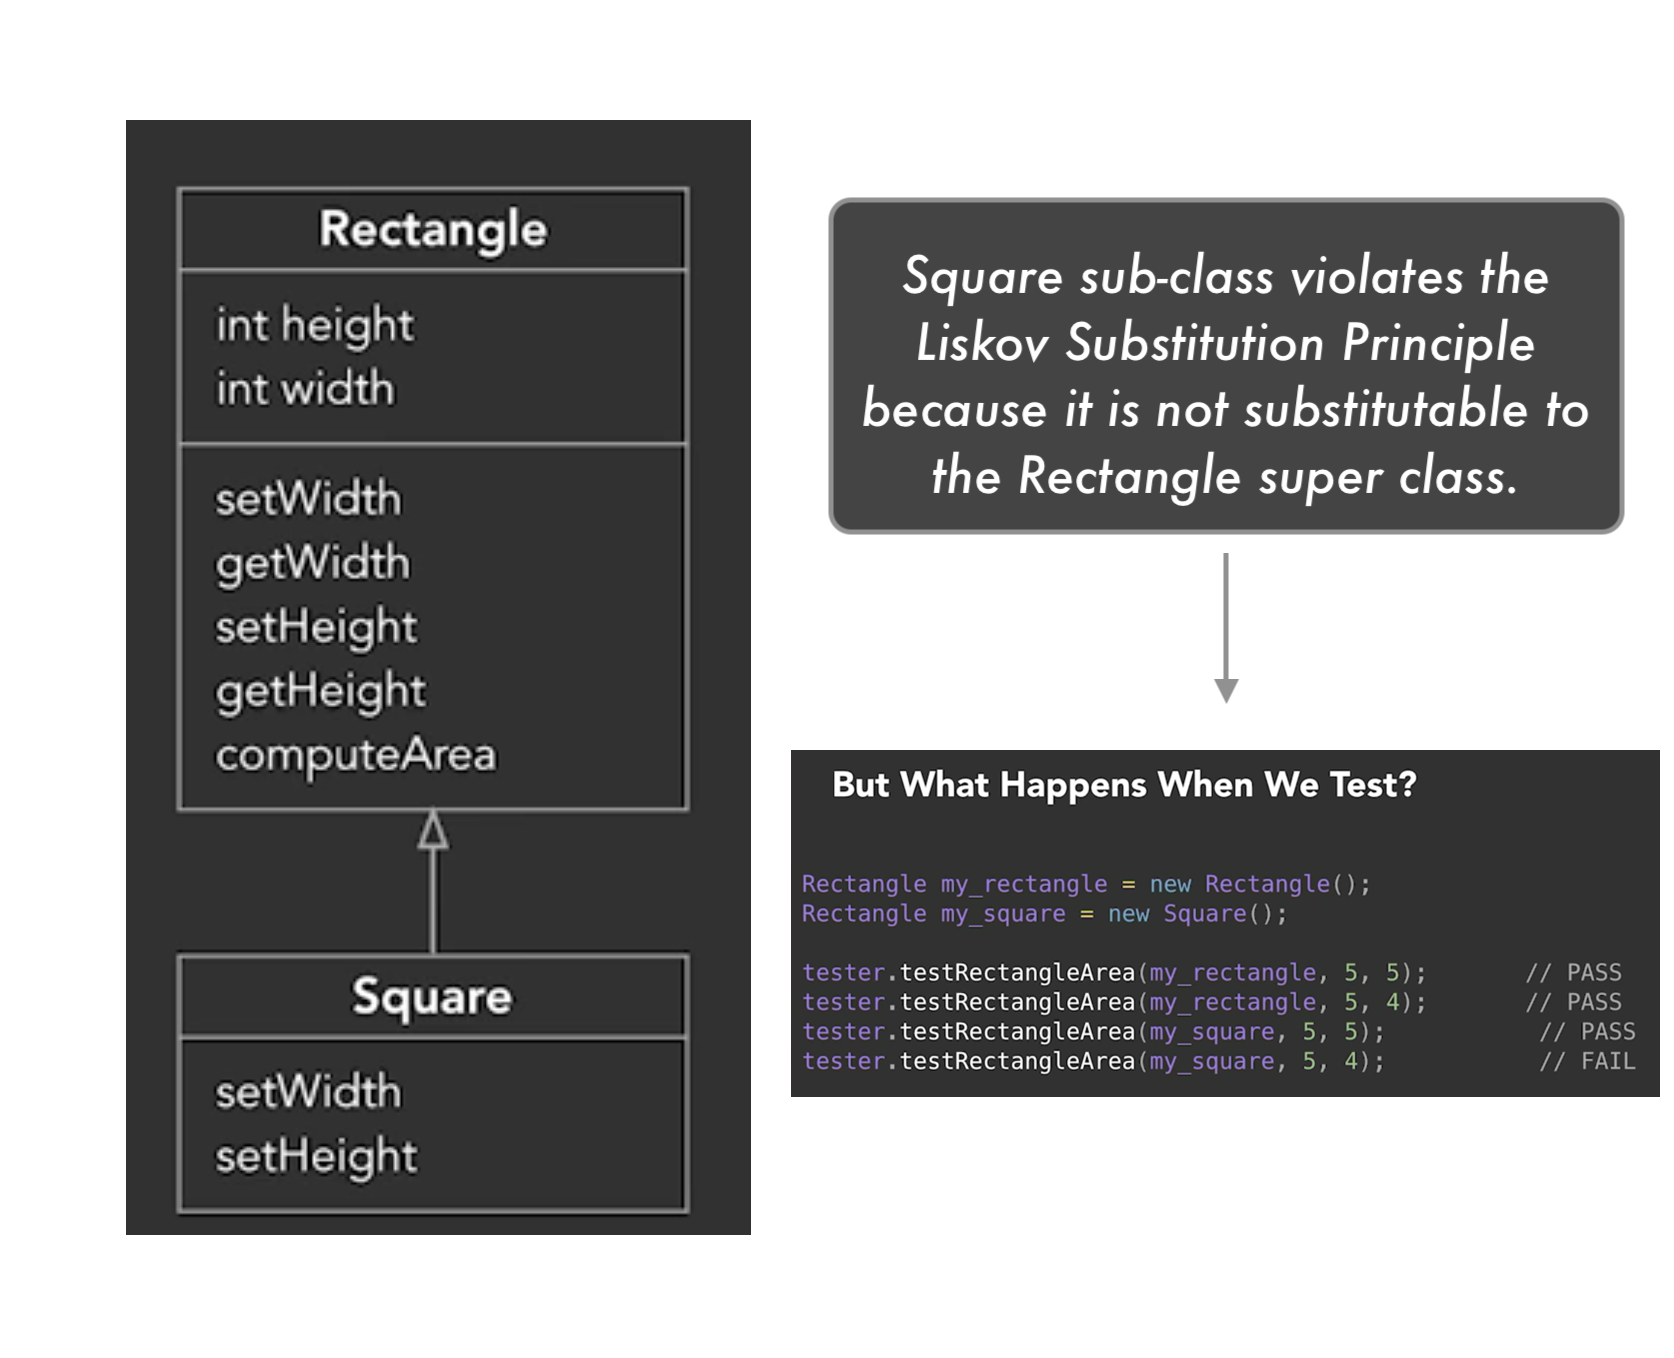 Rectangle
int height
int width
setWidth
getWidth
setHeight
getHeight
computeArea
Square
setWidth
setHeight
Square sub-class violates the
Liskov Substitution Principle
because it is not substitutable to
the Rectangle super class.
But What Happens When We Test?
Rectangle my_rectangle = new Rectangle();
Rectangle my_square = new Square();
tester.testRectangleArea(my_rectangle, 5, 5); // PASS
tester.testRectangleArea(my_rectangle, 5, 4); // PASS
tester.testRectangleArea(my_square, 5, 5); // PASS
tester.testRectangleArea(my_square, 5, 4); // FAIL